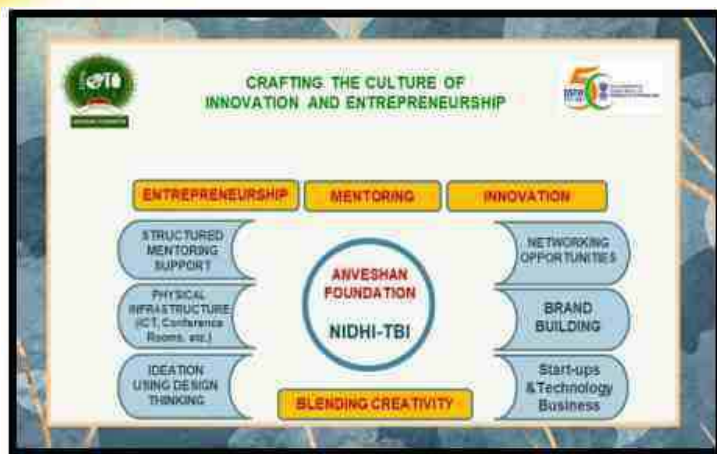 CRAFTING THE CULTURE OF
INNOVATION AND ENTREPRENEURSHIP
ENTREPRENEURSHIP
MENTORING
INNOVATION
STRUCTURED
MENTORING
SUPPORT
PHYSICAL
INFRASTRUCTURE
(ICT, Conference
Rooms, etc.)
IDEATION
USING DESIGN
THINKING
ANVESHAN
FOUNDATION
NIDHI-TBI
BLENDING CREATIVITY
NETWORKING
OPPORTUNITIES
BRAND
BUILDING
Start-ups
&Technology
Business